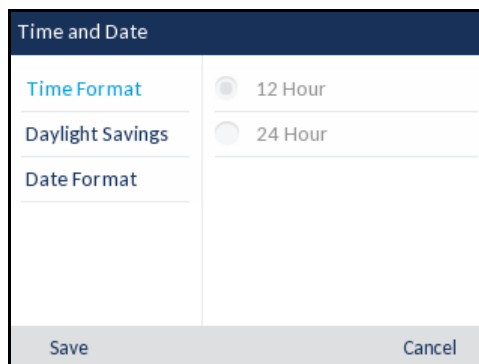 Time and Date
Time Format
12 Hour
Daylight Savings
24 Hour
Date Format
Save
Cancel